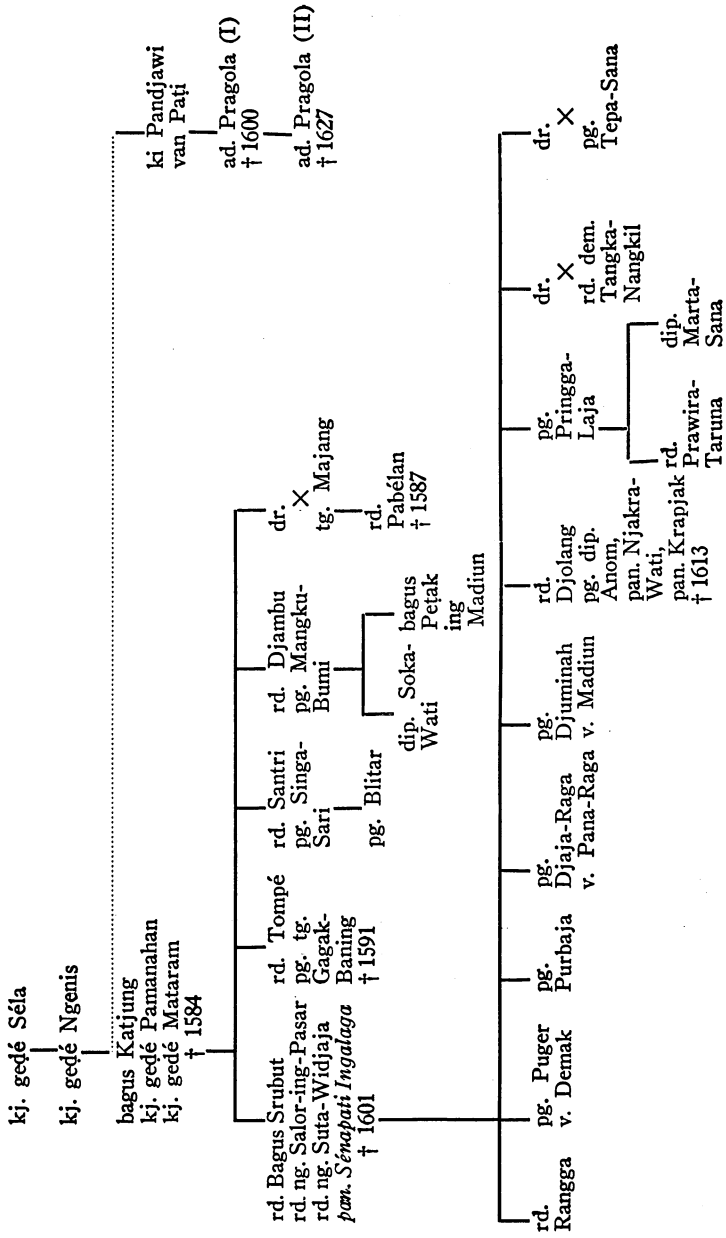 kj. geḍé Séla
kj. geḍé Ngenis
bagus Katjung
kj. geḍé Pamanahan
kj. geḍé Mataram
† 1584
ki Pandjawi
van Paṭi
ad. Pragola (I)
† 1600
ad. Pragola (II)
† 1627
rd. Bagus Srubut
rd. ng. Salor-ing-Pasar
rd. ng. Suta-Widjaja
pan. Sénapati Ingalaga
† 1601
rd. Tompé
pg. tg.
Gagak-
Baning
† 1591
rd. Santri
pg. Singa-
Sari
pg. Blitar
rd. Djambu
pg. Mangku-
Bumi
dip. Soka-
Wati
bagus
Peṭak
ing
Madiun
dr.
×
tg. Majang
rd.
Pabélan
† 1587
rd.
Rangga
pg. Puger
v. Demak
pg.
Purbaja
pg.
Djaja-Raga
v. Pana-Raga
pg.
Djuminah
v. Madiun
rd.
Djolang
pg. dip.
Anom,
pan. Njakra-
Wati,
pan. Krapjak
† 1613
pg.
Pringga-
Laja
rd.
Prawira-
Taruna
dip.
Marta-
Sana
dr.
×
rd. dem.
Tangka-
Nangkil
dr.
×
pg.
Tepa-Sana